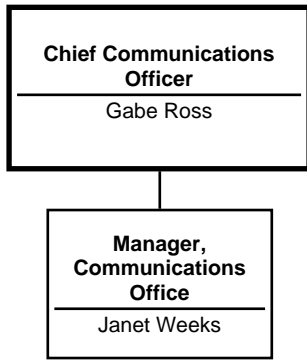 Chief Communications
Officer
Gabe Ross
Manager,
Communications
Office
Janet Weeks